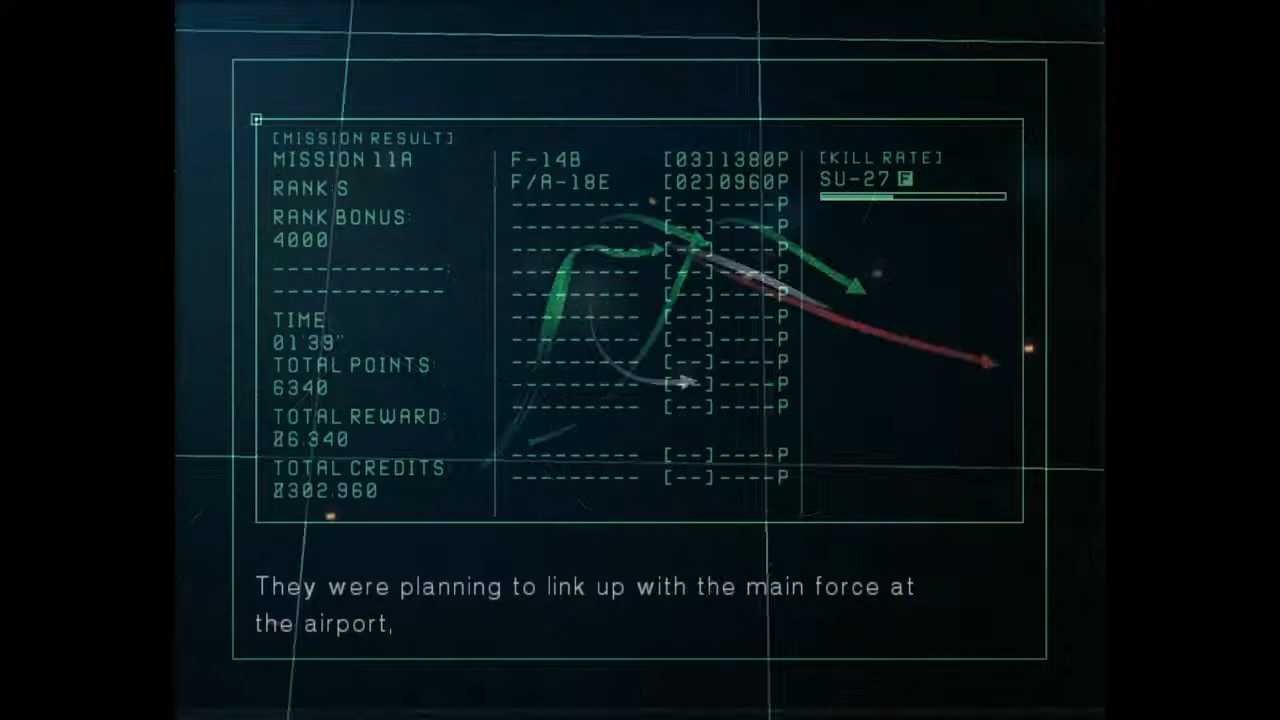 [MISSION RESULT]
MISSION 11A
RANK:S
RANK BONUS:
4000
----------------:
----------------
TIME
01'39"
TOTAL POINTS:
6340
TOTAL REWARD:
Z6.340
TOTAL CREDITS
Z302.960
F-14B [03]1380P
F/A-18E [02]0960P
----------- [--]----P
----------- [--]----P
----------- [--]----P
----------- [--]----P
----------- [--]----P
----------- [--]----P
----------- [--]----P
----------- [--]----P
----------- [--]----P
----------- [--]----P
----------- [--]----P
----------- [--]----P
[KILL RATE]
SU-27 F
They were planning to link up with the main force at
the airport,